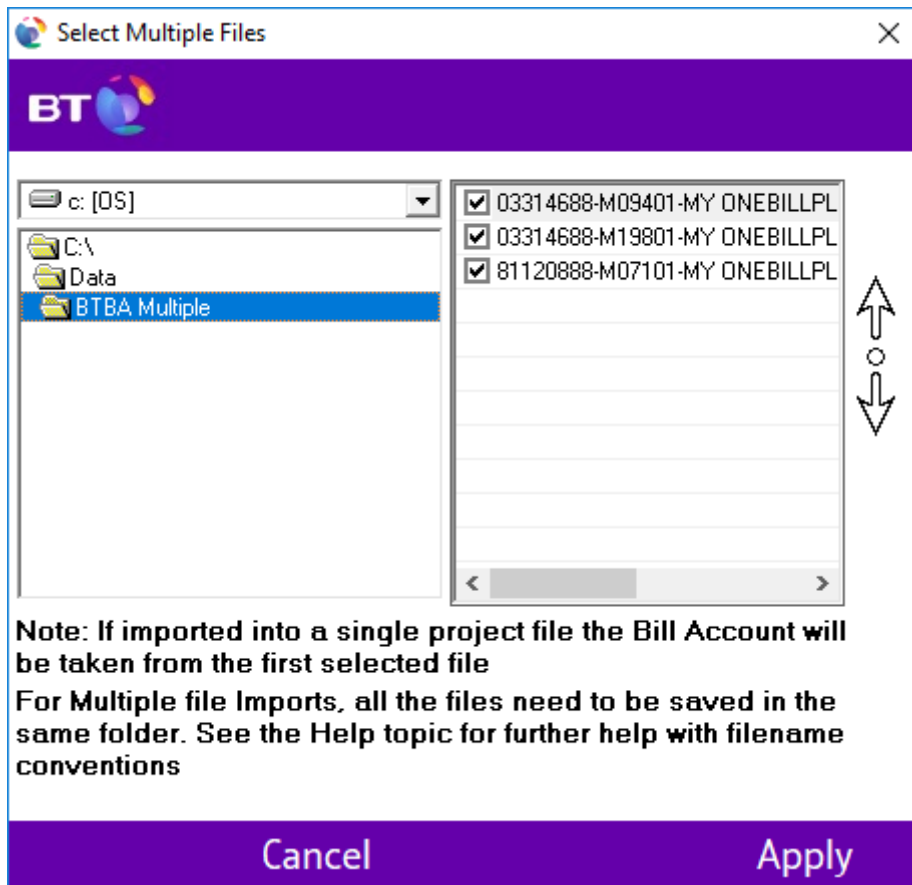 Select Multiple Files
BT
c: [OS]
C:\
Data
BTBA Multiple
03314688-M09401-MY ONEBILLPL
03314688-M19801-MY ONEBILLPL
81120888-M07101-MY ONEBILLPL
Note: If imported into a single project file the Bill Account will
be taken from the first selected file
For Multiple file Imports, all the files need to be saved in the
same folder. See the Help topic for further help with filename
conventions
Cancel
Apply